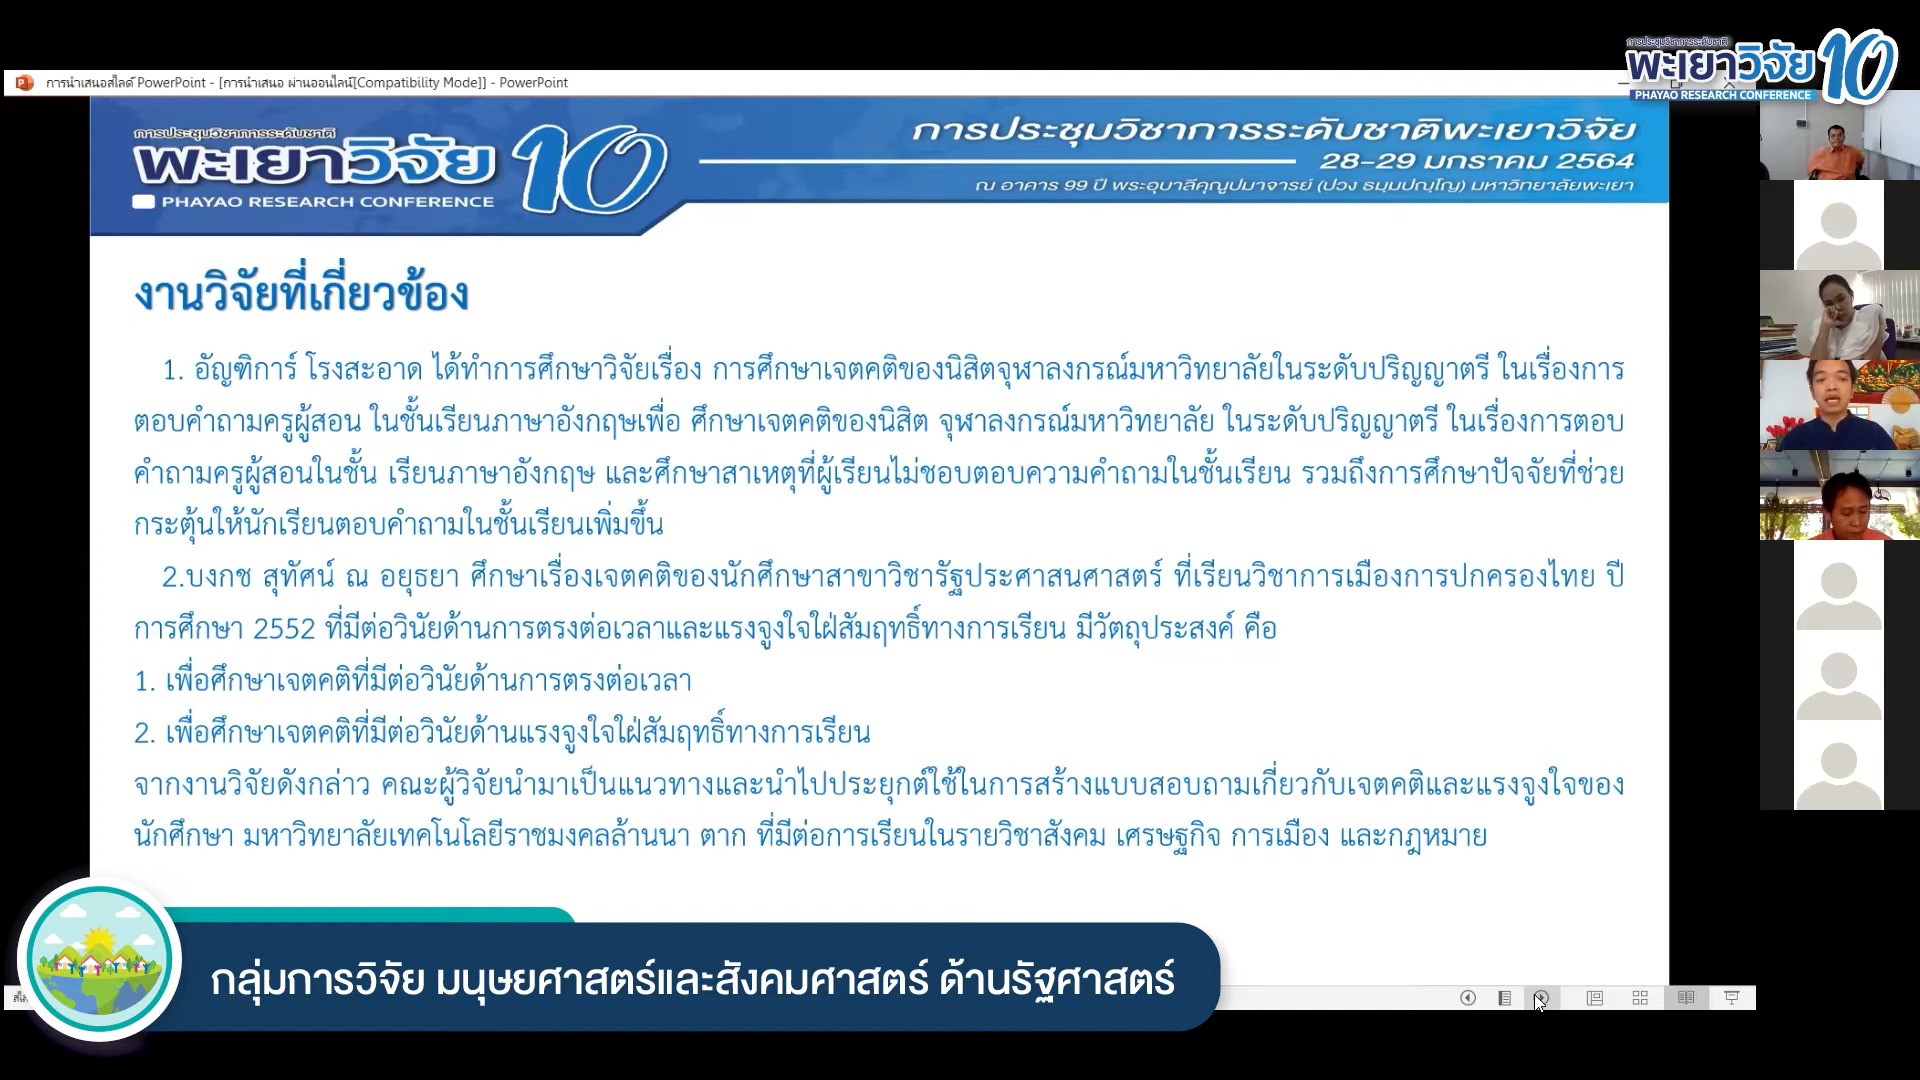 การประชุมวิชาการระดับชาติ
พะเยาวิจัย 10
PHAYAO RESEARCH CONFERENCE
การนำเสนอสไลด์ PowerPoint - [การนำเสนอ ผ่านออนไลน์[Compatibility Mode]] - PowerPoint
การประชุมวิชาการระดับชาติ
พะเยาวิจัย 10
PHAYAO RESEARCH CONFERENCE
การประชุมวิชาการระดับชาติพะเยาวิจัย
28-29 มกราคม 2564
ณ อาคาร 99 ปี พระอุบาลีคุณูปมาจารย์ (ปวง ธมฺมปญฺโญ) มหาวิทยาลัยพะเยา
งานวิจัยที่เกี่ยวข้อง
1. อัญฑิการ์ โรงสะอาด ได้ทำการศึกษาวิจัยเรื่อง การศึกษาเจตคติของนิสิตจุฬาลงกรณ์มหาวิทยาลัยในระดับปริญญาตรี ในเรื่องการ
ตอบคำถามครูผู้สอน ในชั้นเรียนภาษาอังกฤษเพื่อ ศึกษาเจตคติของนิสิต จุฬาลงกรณ์มหาวิทยาลัย ในระดับปริญญาตรี ในเรื่องการตอบ
คำถามครูผู้สอนในชั้น เรียนภาษาอังกฤษ และศึกษาสาเหตุที่ผู้เรียนไม่ชอบตอบความคำถามในชั้นเรียน รวมถึงการศึกษาปัจจัยที่ช่วย
กระตุ้นให้นักเรียนตอบคำถามในชั้นเรียนเพิ่มขึ้น
2.บงกช สุทัศน์ ณ อยุธยา ศึกษาเรื่องเจตคติของนักศึกษาสาขาวิชารัฐประศาสนศาสตร์ ที่เรียนวิชาการเมืองการปกครองไทย ปี
การศึกษา 2552 ที่มีต่อวินัยด้านการตรงต่อเวลาและแรงจูงใจใฝ่สัมฤทธิ์ทางการเรียน มีวัตถุประสงค์ คือ
1. เพื่อศึกษาเจตคติที่มีต่อวินัยด้านการตรงต่อเวลา
2. เพื่อศึกษาเจตคติที่มีต่อวินัยด้านแรงจูงใจใฝ่สัมฤทธิ์ทางการเรียน
จากงานวิจัยดังกล่าว คณะผู้วิจัยนำมาเป็นแนวทางและนำไปประยุกต์ใช้ในการสร้างแบบสอบถามเกี่ยวกับเจตคติและแรงจูงใจของ
นักศึกษา มหาวิทยาลัยเทคโนโลยีราชมงคลล้านนา ตาก ที่มีต่อการเรียนในรายวิชาสังคม เศรษฐกิจ การเมือง และกฎหมาย
กลุ่มการวิจัย มนุษยศาสตร์และสังคมศาสตร์ ด้านรัฐศาสตร์